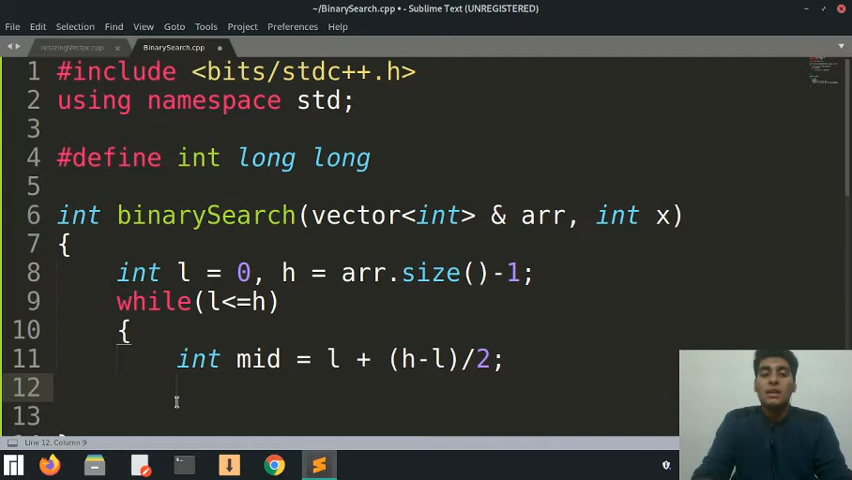 ~/BinarySearch.cpp • - Sublime Text (UNREGISTERED)
File Edit Selection Find View Goto Tools Project Preferences Help
resizingVector.cpp × BinarySearch.cpp
1 #include <bits/stdc++.h>
2 using namespace std;
3
4 #define int long long
5
6 int binarySearch(vector<int> & arr, int x)
7 {
8 int l = 0, h = arr.size()-1;
9 while(l<=h)
10 {
11 int mid = l + (h-l)/2;
12
13
Line 12, Column 9